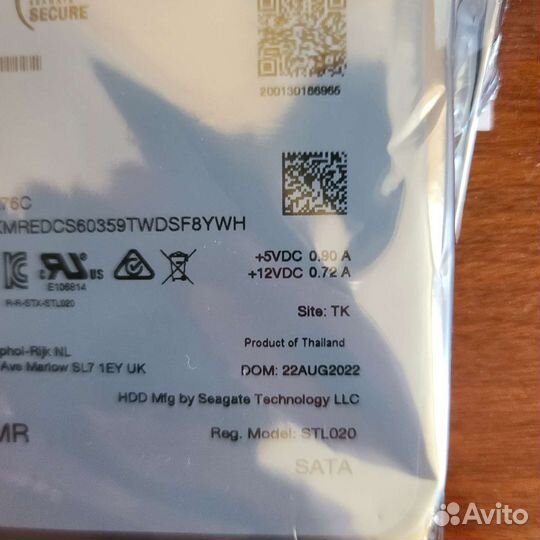 SECURE
200130186965
76C
KMREDCS60359TWDSF8YWH
+5VDC 0.90 A
+12VDC 0.72 A
US
E106814
R-R-STX-STL020
Site: TK
Product of Thailand
phol-Rijk NL
Ave Marlow SL7 1EY UK
DOM: 22AUG2022
HDD Mfg by Seagate Technology LLC
MR
Reg. Model: STL020
SATA
Avito